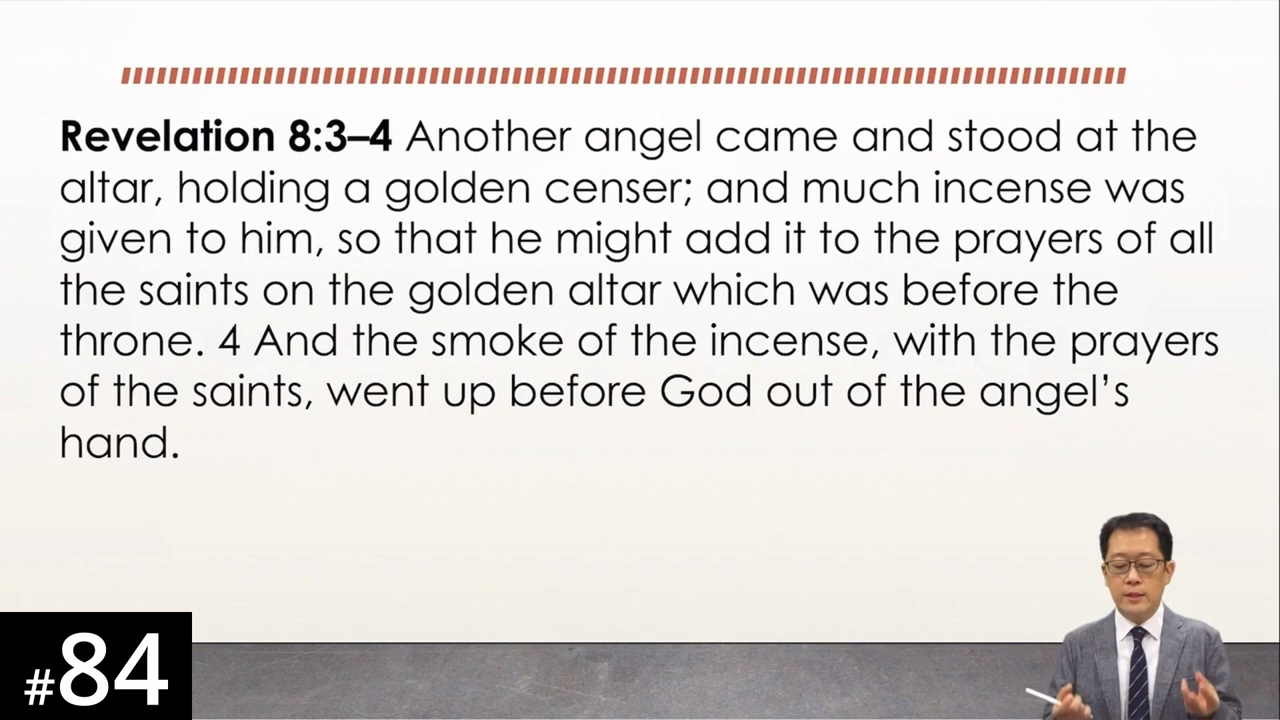 Revelation 8:3–4 Another angel came and stood at the
altar, holding a golden censer; and much incense was
given to him, so that he might add it to the prayers of all
the saints on the golden altar which was before the
throne. 4 And the smoke of the incense, with the prayers
of the saints, went up before God out of the angel’s
hand.
#84